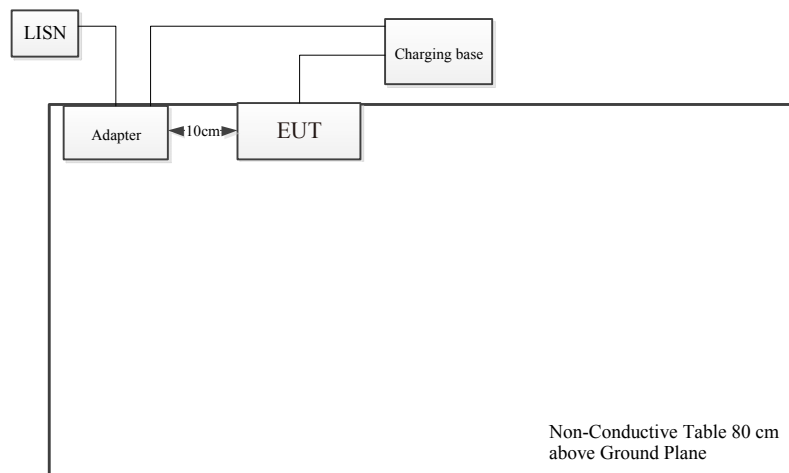 LISN
Charging base
Adapter
10cm
EUT
Non-Conductive Table 80 cm
above Ground Plane